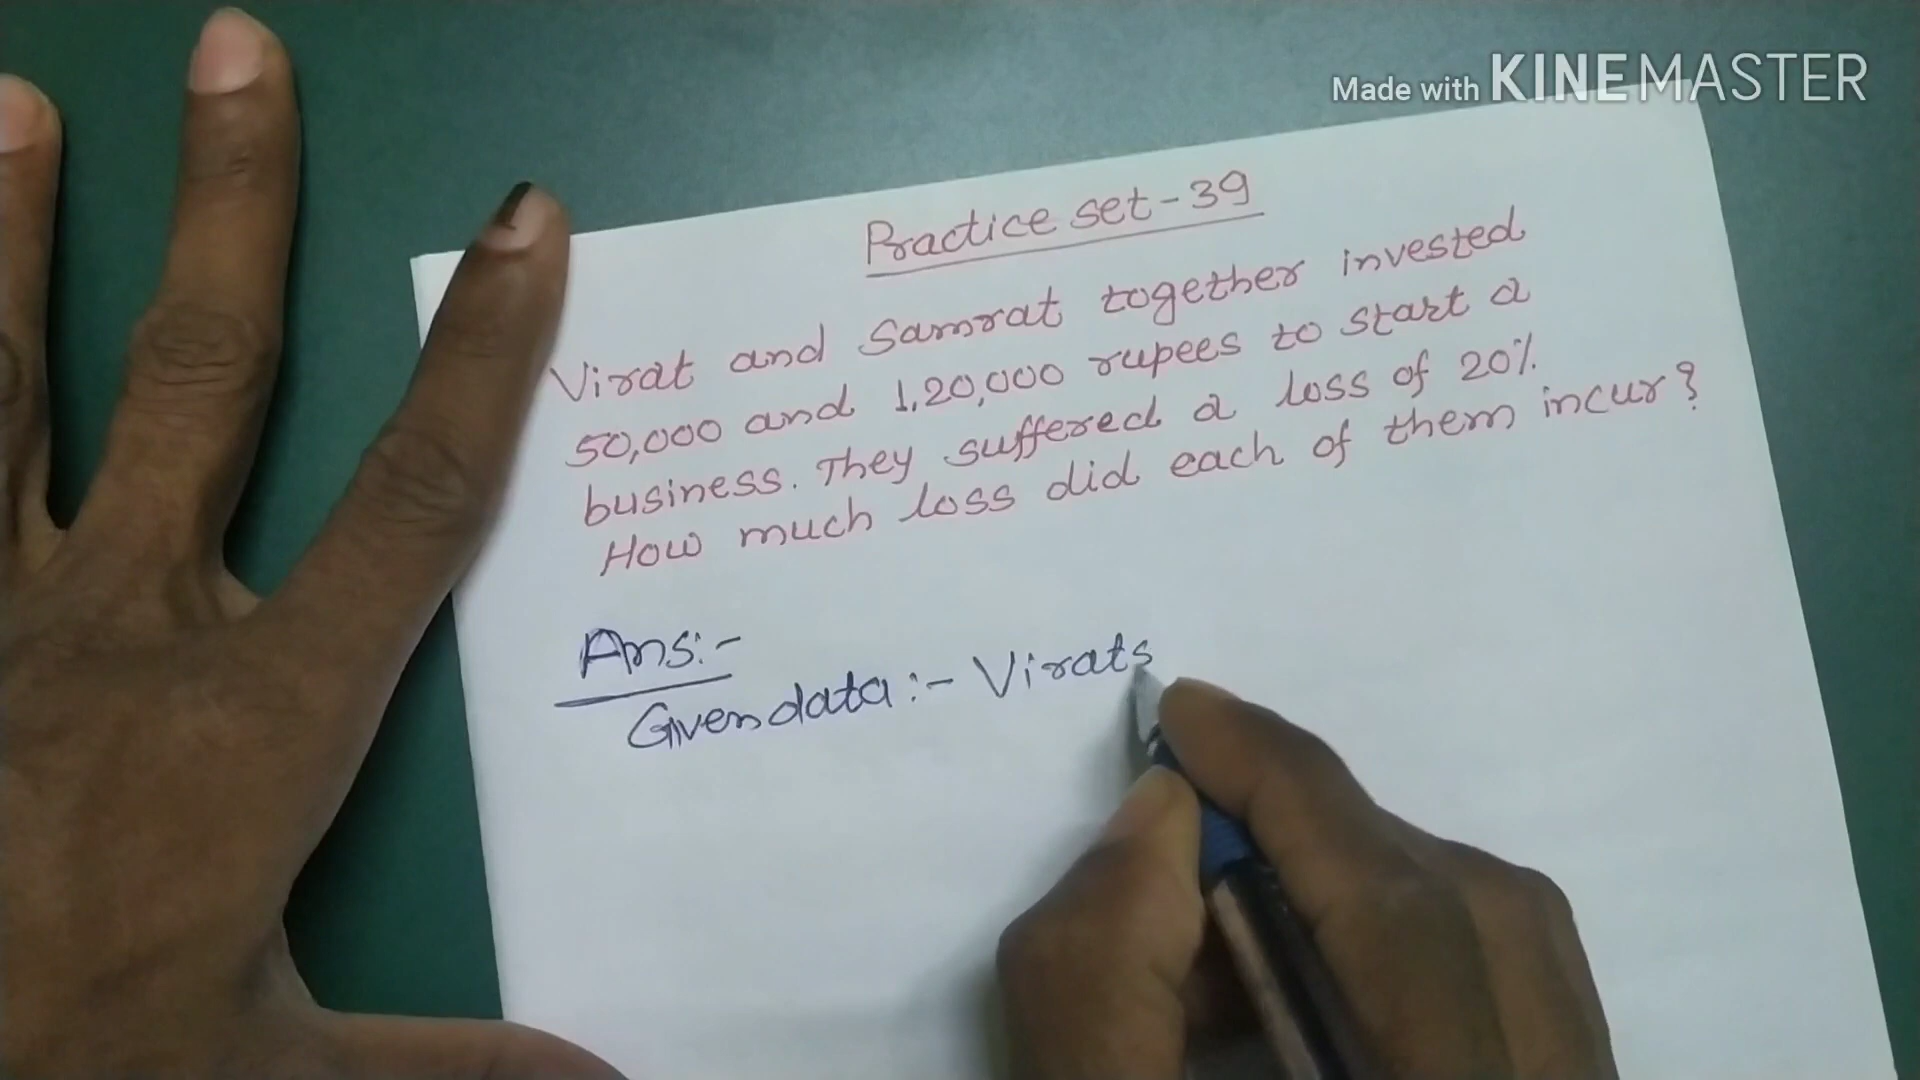 Made with KINEMASTER
Practice set-39
Virat and Samrat together invested
50,000 and 1,20,000 rupees to start a
business. They suffered a loss of 20%.
How much loss did each of them incur?
Ans:-
Given data:- Virats